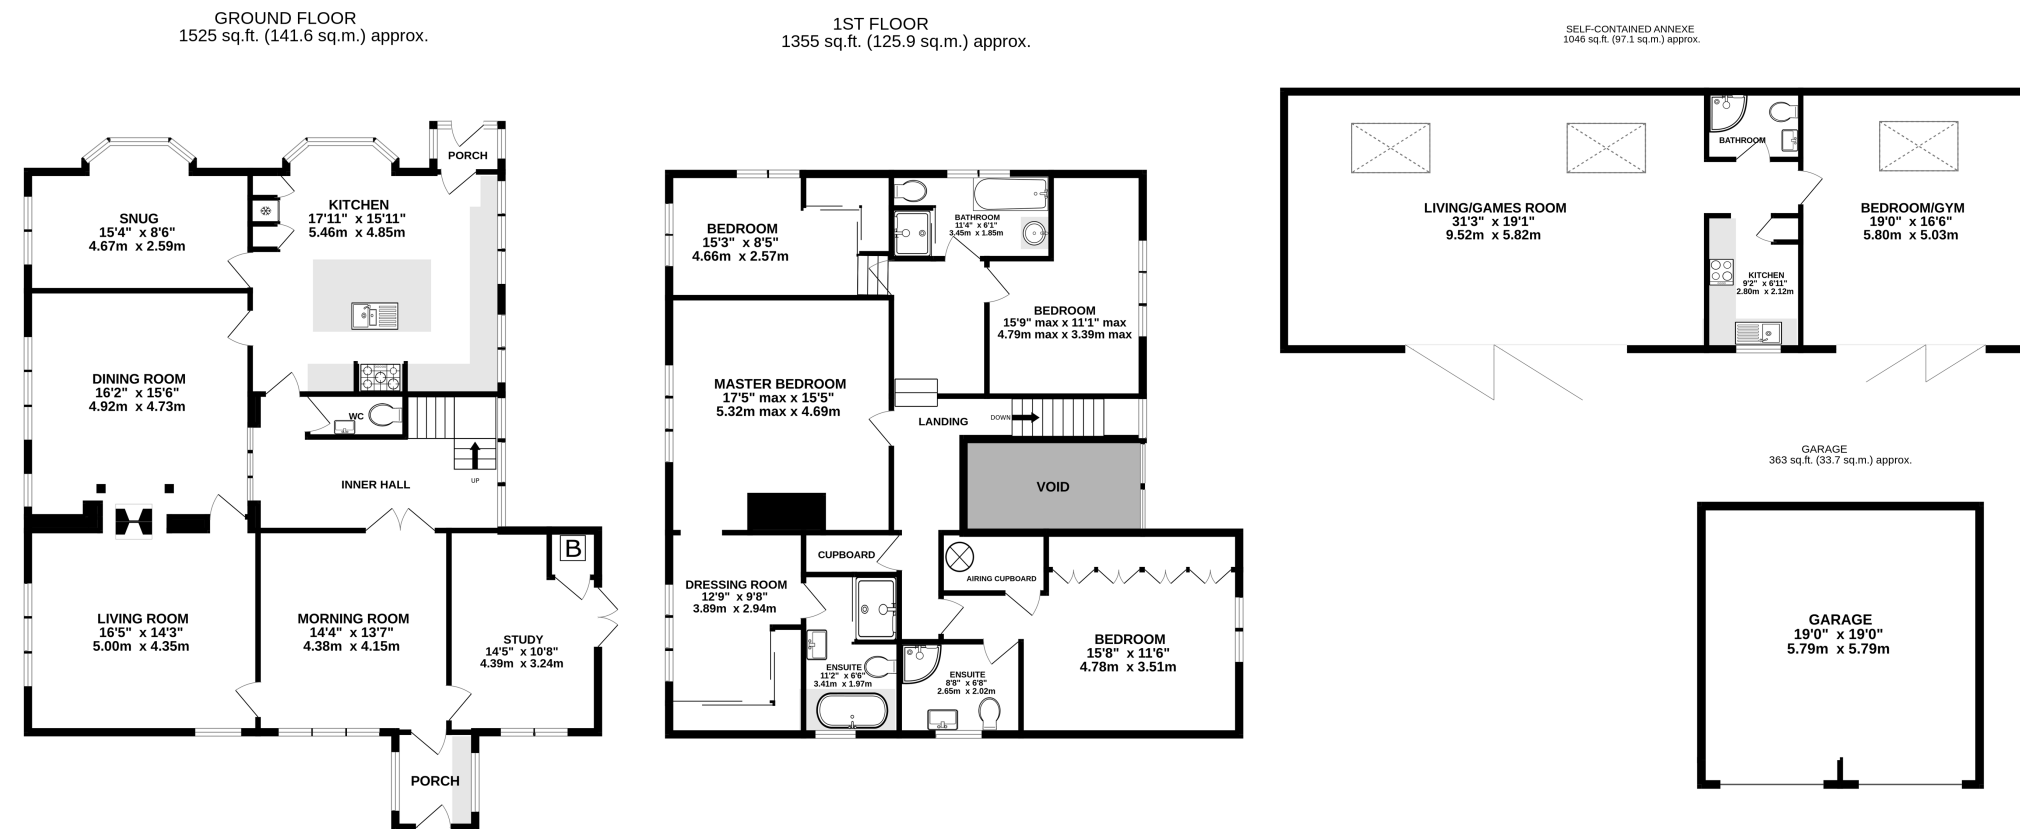 GROUND FLOOR
1525 sq.ft. (141.6 sq.m.) approx.
PORCH
SNUG
15'4" x 8'6"
4.67m x 2.59m
KITCHEN
17'11" x 15'11"
5.46m x 4.85m
DINING ROOM
16'2" x 15'6"
4.92m x 4.73m
WC
UP
INNER HALL
B
LIVING ROOM
16'5" x 14'3"
5.00m x 4.35m
MORNING ROOM
14'4" x 13'7"
4.38m x 4.15m
STUDY
14'5" x 10'8"
4.39m x 3.24m
PORCH
1ST FLOOR
1355 sq.ft. (125.9 sq.m.) approx.
BEDROOM
15'3" x 8'5"
4.66m x 2.57m
BATHROOM
11'4" x 6'1"
3.45m x 1.85m
BEDROOM
15'9" max x 11'1" max
4.79m max x 3.39m max
MASTER BEDROOM
17'5" max x 15'5"
5.32m max x 4.69m
LANDING
DOWN
VOID
CUPBOARD
AIRING CUPBOARD
DRESSING ROOM
12'9" x 9'8"
3.89m x 2.94m
ENSUITE
11'2" x 6'6"
3.41m x 1.97m
ENSUITE
8'8" x 6'8"
2.65m x 2.02m
BEDROOM
15'8" x 11'6"
4.78m x 3.51m
SELF-CONTAINED ANNEXE
1046 sq.ft. (97.1 sq.m.) approx.
BATHROOM
LIVING/GAMES ROOM
31'3" x 19'1"
9.52m x 5.82m
BEDROOM/GYM
19'0" x 16'6"
5.80m x 5.03m
KITCHEN
9'2" x 6'11"
2.80m x 2.12m
GARAGE
363 sq.ft. (33.7 sq.m.) approx.
GARAGE
19'0" x 19'0"
5.79m x 5.79m